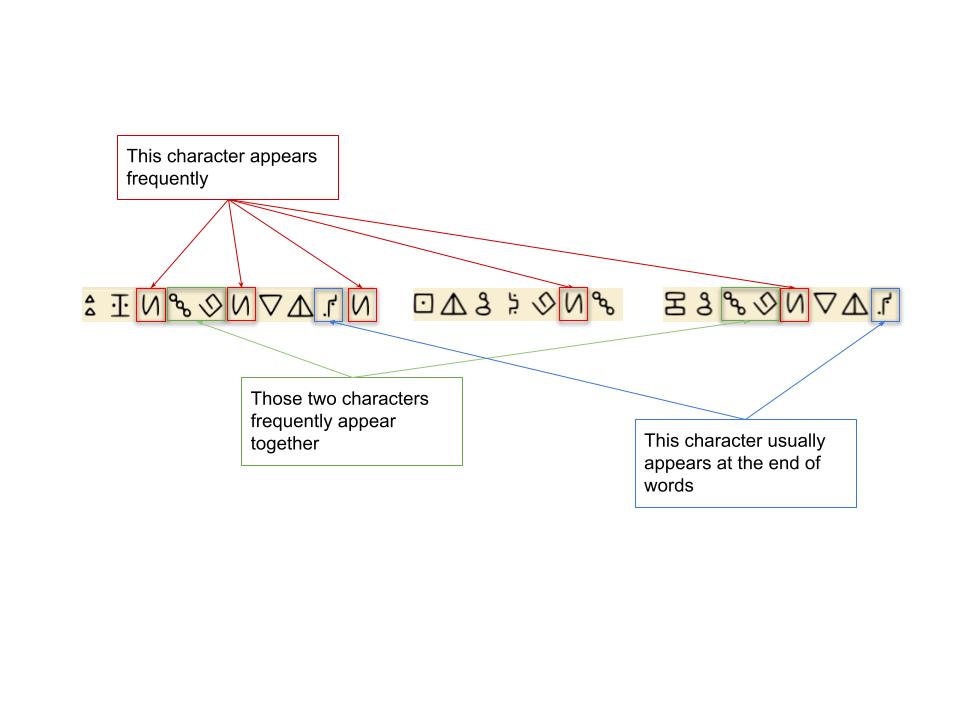 This character appears
frequently
Those two characters
frequently appear
together
This character usually
appears at the end of
words